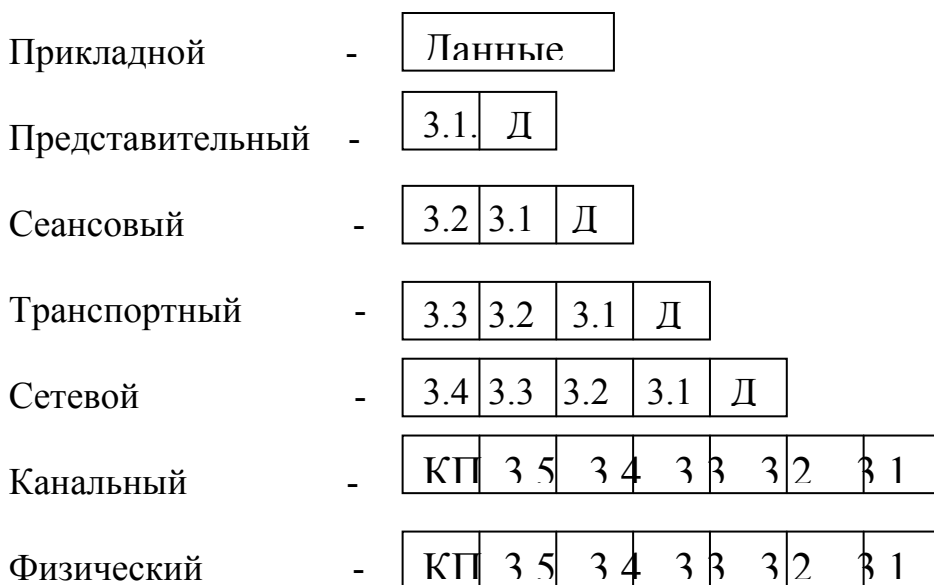 Прикладной - Данные
Представительный - 3.1. Д
Сеансовый - 3.2 3.1 Д
Транспортный - 3.3 3.2 3.1 Д
Сетевой - 3.4 3.3 3.2 3.1 Д
Канальный - КП 3.5 3.4 3.3 3.2 3.1
Физический - КП 3.5 3.4 3.3 3.2 3.1